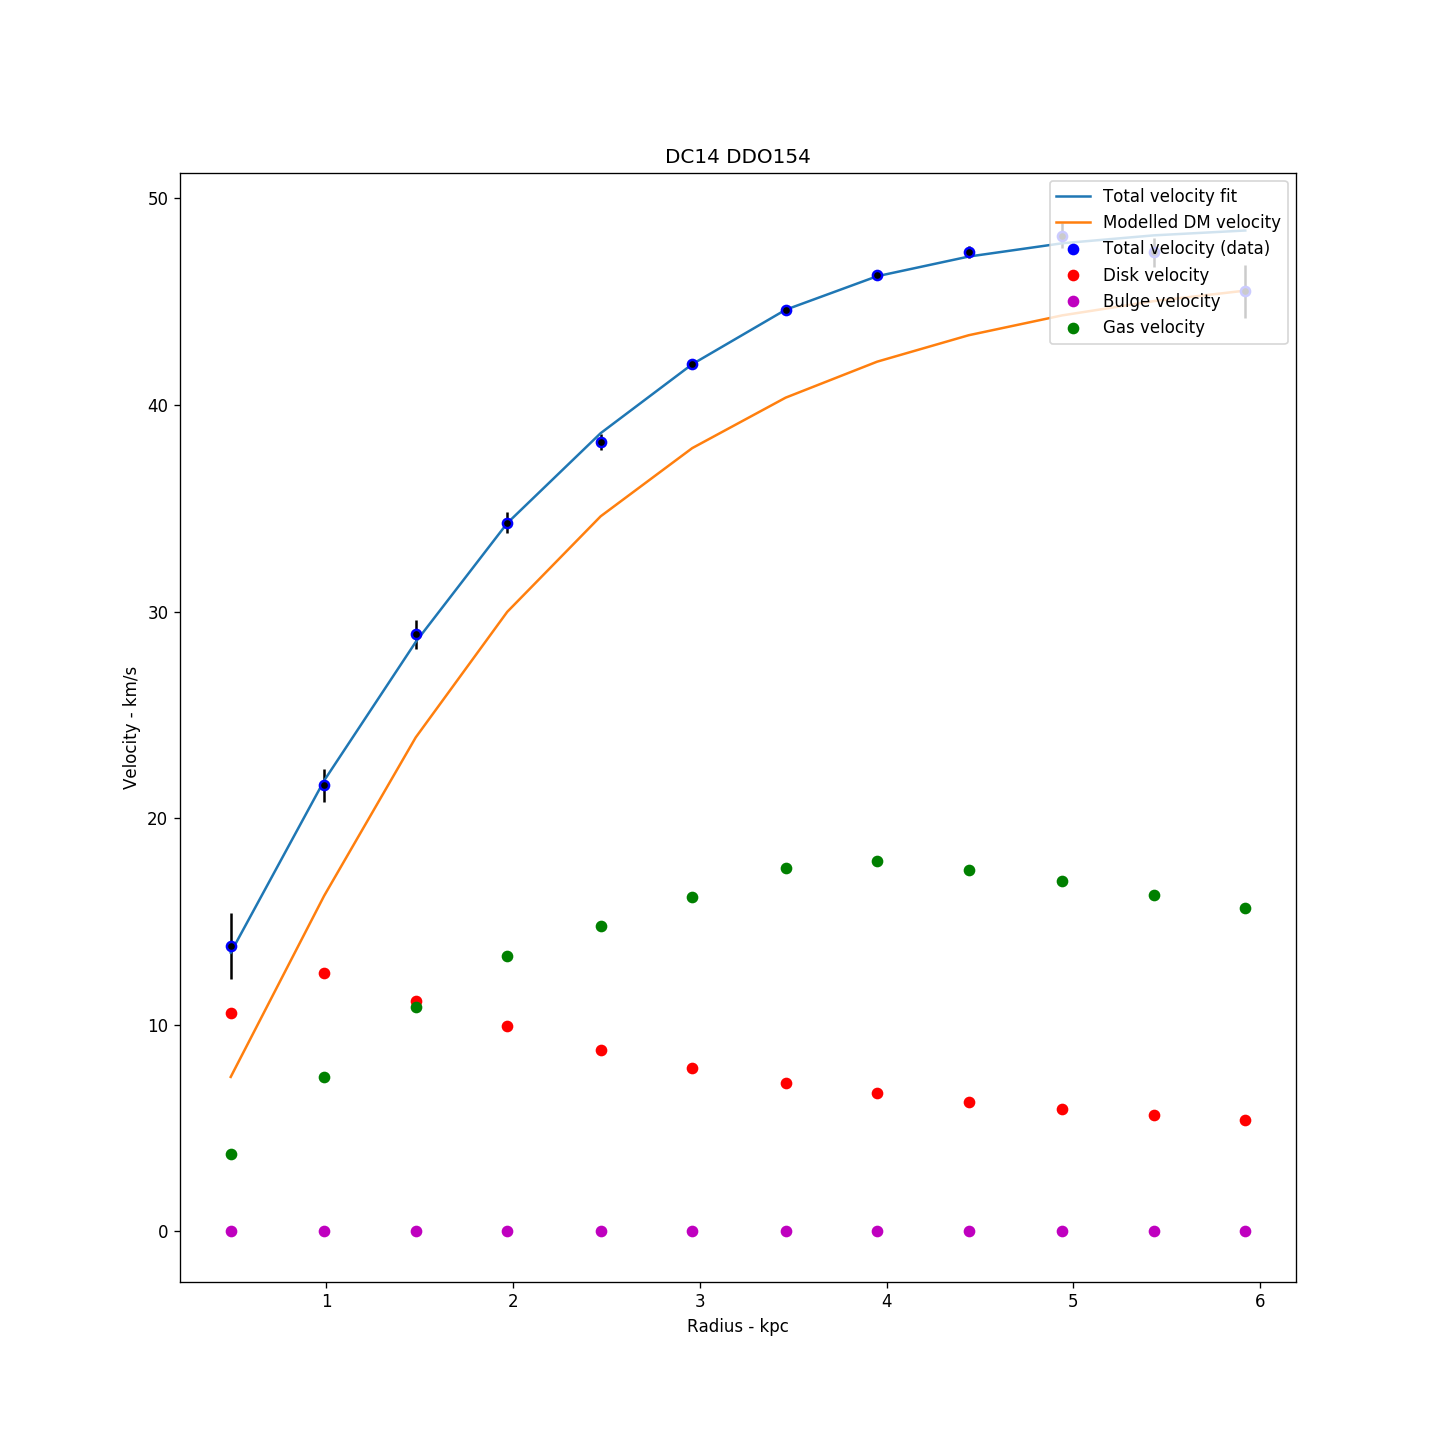 DC14 DDO154
50
40
30
20
10
0
Velocity - km/s
Total velocity fit
Modelled DM velocity
Total velocity (data)
Disk velocity
Bulge velocity
Gas velocity
1 2 3 4 5 6
Radius - kpc